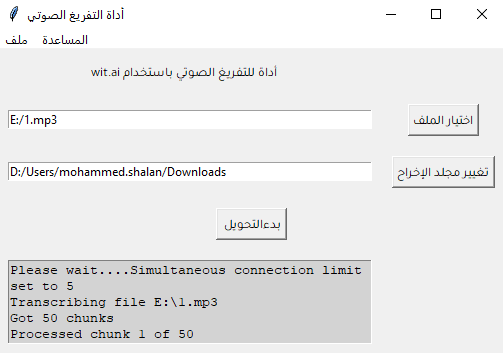 أداة التفريغ الصوتي
ملف المساعدة
أداة للتفريغ الصوتي باستخدام wit.ai
E:/1.mp3
اختيار الملف
D:/Users/mohammed.shalan/Downloads
تغيير مجلد الإخراج
بدءالتحويل
Please wait....Simultaneous connection limit
set to 5
Transcribing file E:\1.mp3
Got 50 chunks
Processed chunk 1 of 50